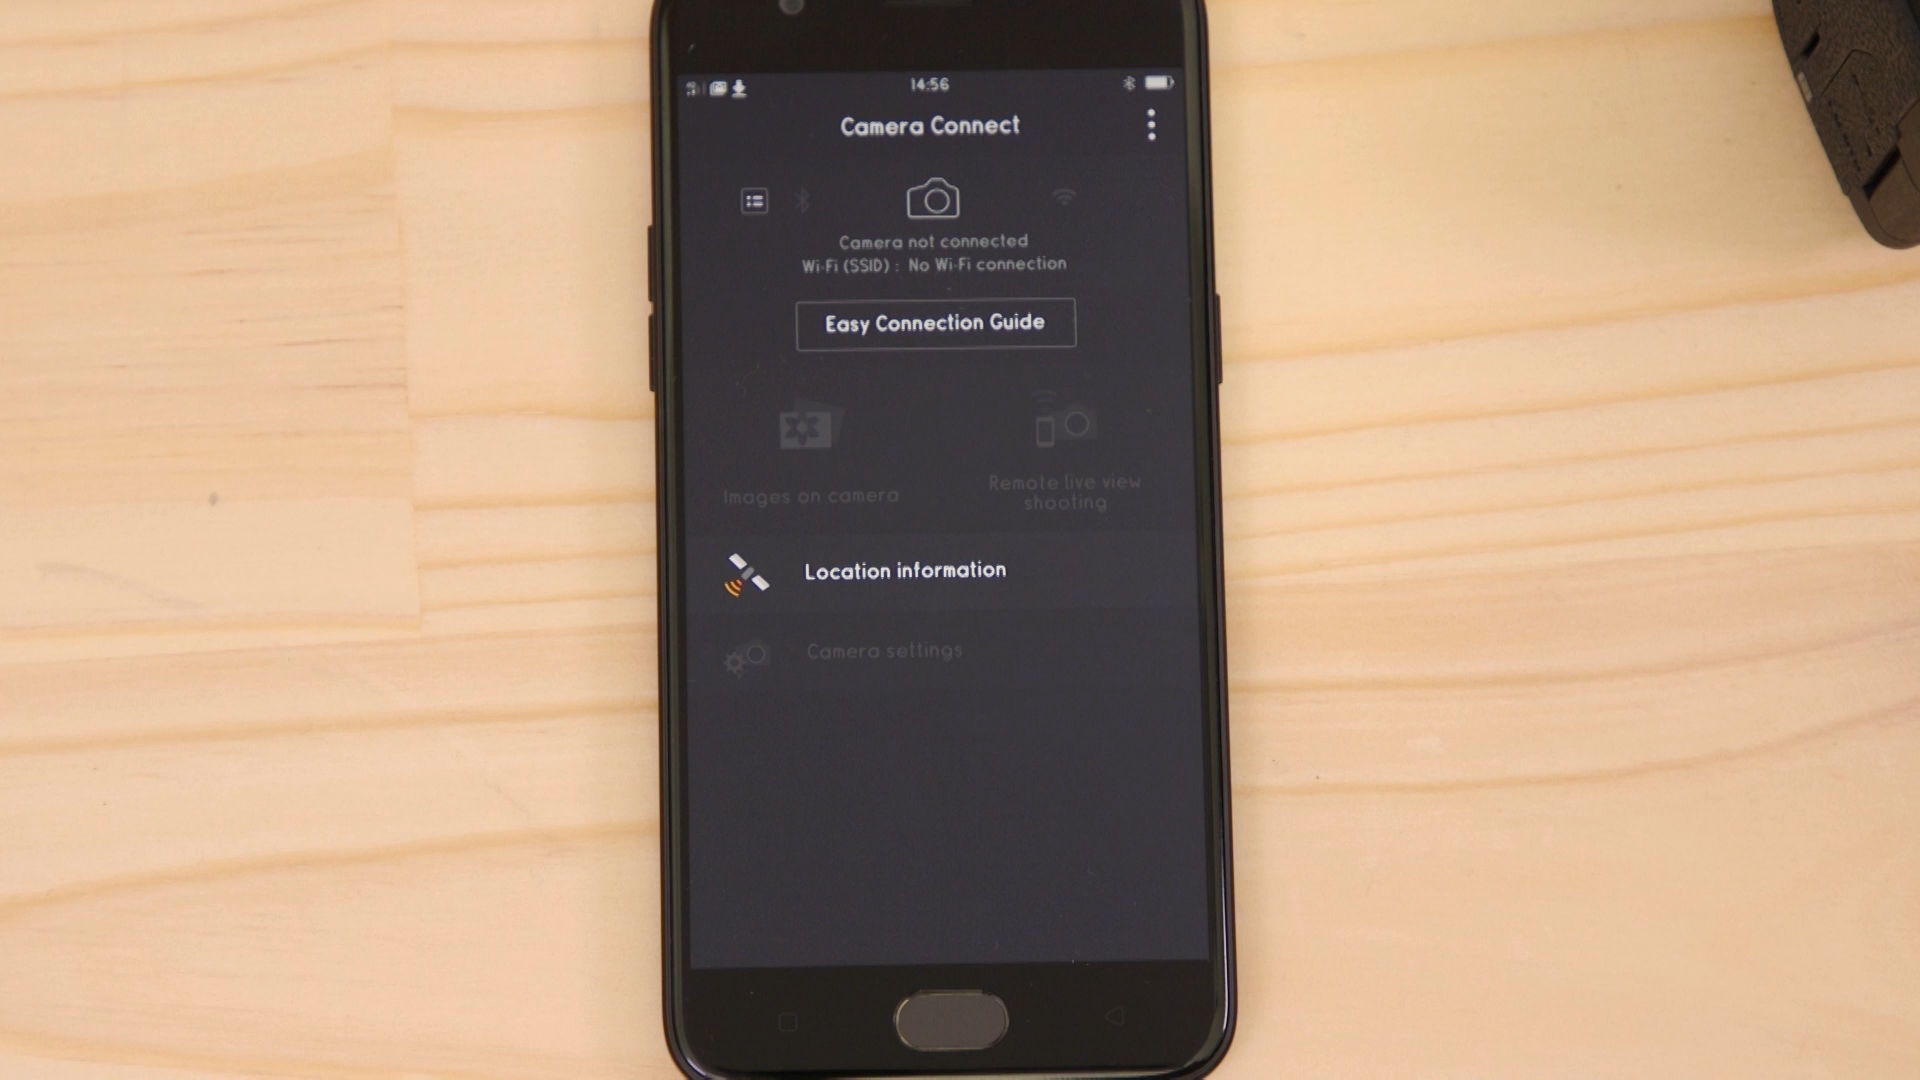 14:56
Camera Connect
Camera not connected
Wi-Fi (SSID) : No Wi-Fi connection
Easy Connection Guide
Images on camera
Remote live view
shooting
Location information
Camera settings